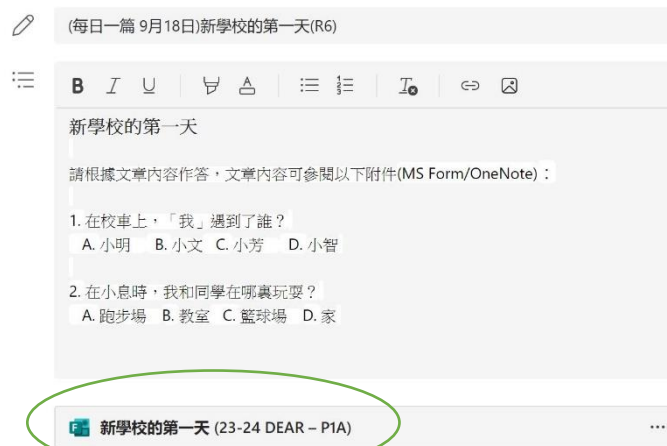 (每日一篇 9月18日)新學校的第一天(R6)
B I U
新學校的第一天
請根據文章內容作答，文章內容可參閱以下附件(MS Form/OneNote)：
1. 在校車上，「我」遇到了誰？
A. 小明 B. 小文 C. 小芳 D. 小智
2. 在小息時，我和同學在哪裏玩耍？
A. 跑步場 B. 教室 C. 籃球場 D. 家
新學校的第一天 (23-24 DEAR – P1A)